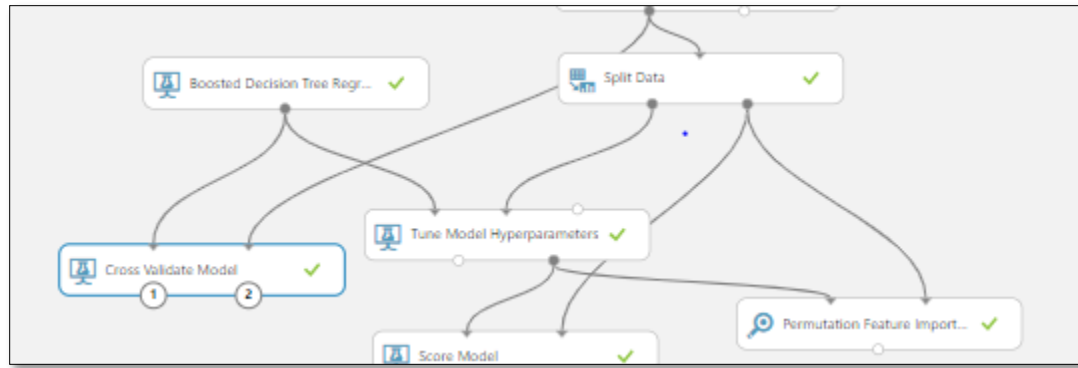 Boosted Decision Tree Regr...
Split Data
Tune Model Hyperparameters
Cross Validate Model
1
2
Permutation Feature Import...
Score Model